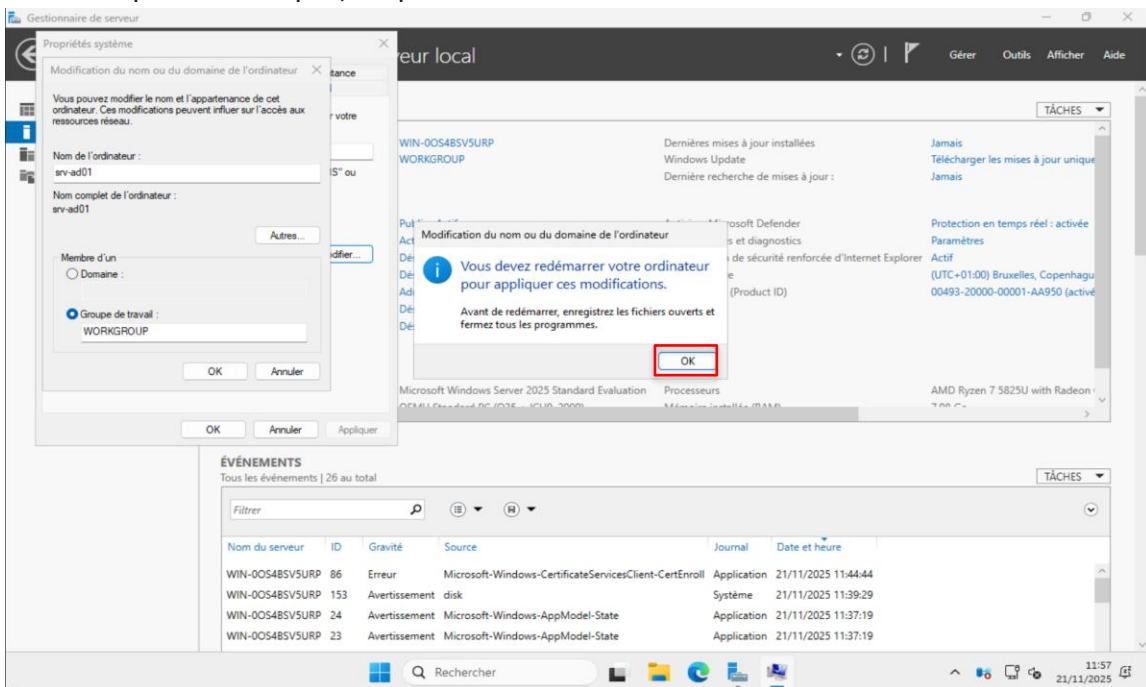 Gestionnaire de serveur
Propriétés système
Modification du nom ou du domaine de l'ordinateur
Vous pouvez modifier le nom et l'appartenance de cet
ordinateur. Ces modifications peuvent influer sur l'accès aux
ressources réseau.
Nom de l'ordinateur :
srv-ad01
Nom complet de l'ordinateur :
srv-ad01
Autres...
Membre d'un
Domaine :
Groupe de travail :
WORKGROUP
OK Annuler
OK Annuler Appliquer
tance
r votre
IS" ou
difier...
eur local
Gérer Outils Afficher Aide
TÂCHES
WIN-0OS4BSV5URP Dernières mises à jour installées Jamais
WORKGROUP Windows Update Télécharger les mises à jour unique
Dernière recherche de mises à jour : Jamais
rosoft Defender Protection en temps réel : activée
s et diagnostics Paramètres
de sécurité renforcée d'Internet Explorer Actif
(UTC+01:00) Bruxelles, Copenhagu
(Product ID) 00493-20000-00001-AA950 (activé
Modification du nom ou du domaine de l'ordinateur
Vous devez redémarrer votre ordinateur
pour appliquer ces modifications.
Avant de redémarrer, enregistrez les fichiers ouverts et
fermez tous les programmes.
OK
Microsoft Windows Server 2025 Standard Evaluation Processeurs AMD Ryzen 7 5825U with Radeon
ÉVÉNEMENTS
Tous les événements | 26 au total
TÂCHES
Filtrer
Nom du serveur ID Gravité Source Journal Date et heure
WIN-0OS4BSV5URP 86 Erreur Microsoft-Windows-CertificateServicesClient-CertEnroll Application 21/11/2025 11:44:44
WIN-0OS4BSV5URP 153 Avertissement disk Système 21/11/2025 11:39:29
WIN-0OS4BSV5URP 24 Avertissement Microsoft-Windows-AppModel-State Application 21/11/2025 11:37:19
WIN-0OS4BSV5URP 23 Avertissement Microsoft-Windows-AppModel-State Application 21/11/2025 11:37:19
Rechercher
11:57
21/11/2025